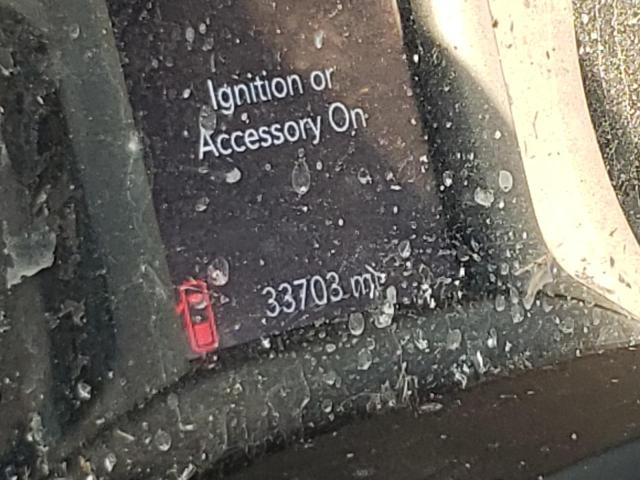 Ignition or
Accessory On
33703 mi